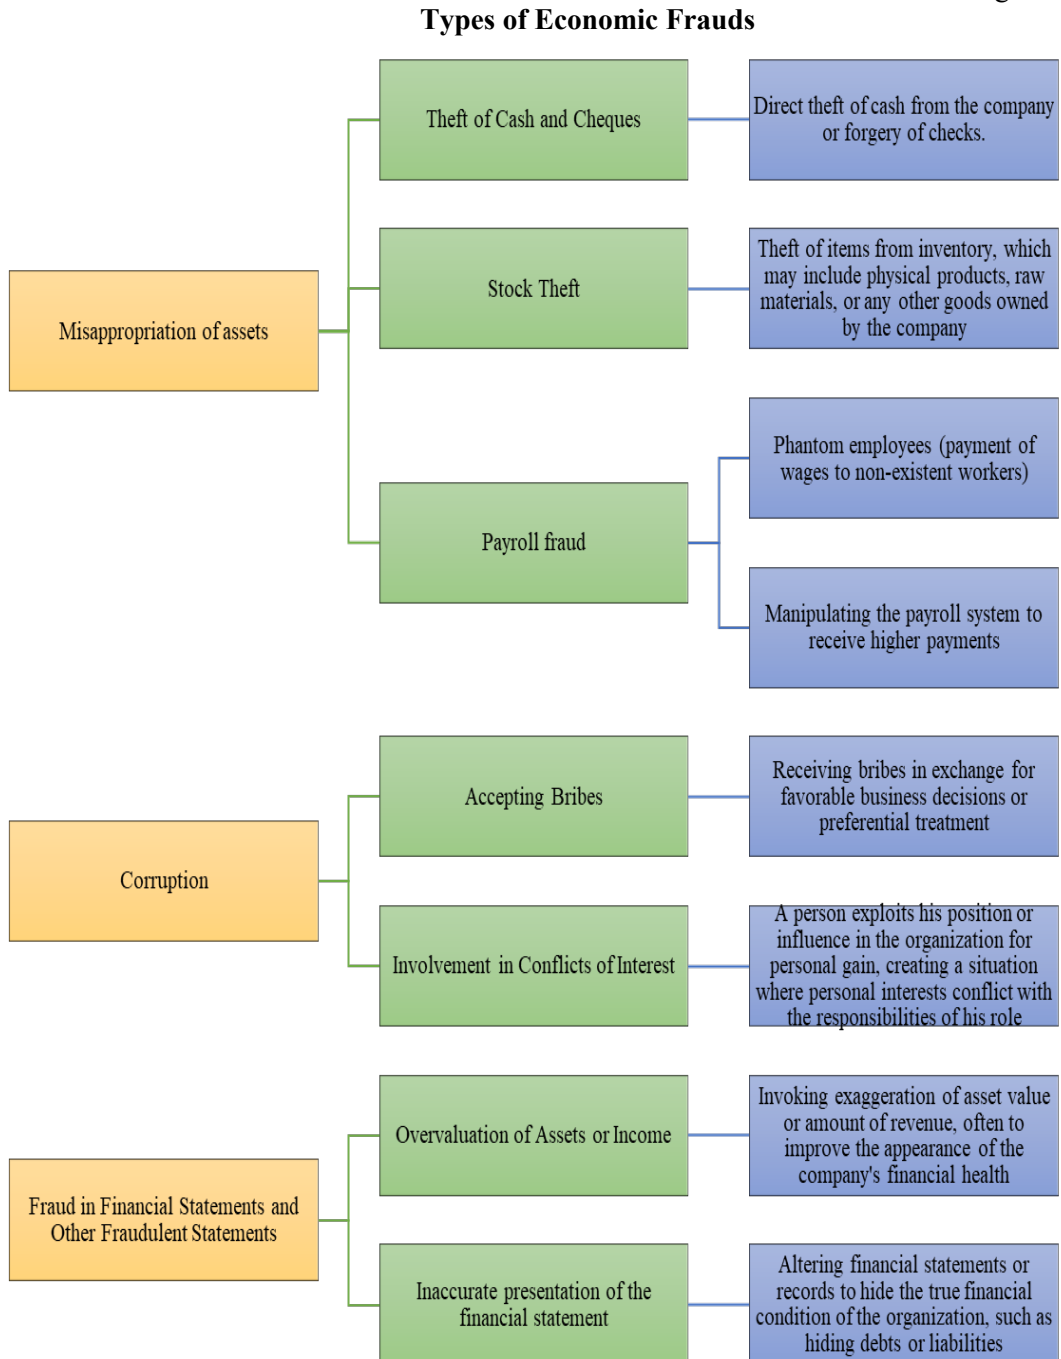 Types of Economic Frauds
Theft of Cash and Cheques
Direct theft of cash from the company
or forgery of checks.
Misappropriation of assets
Stock Theft
Theft of items from inventory, which
may include physical products, raw
materials, or any other goods owned
by the company
Payroll fraud
Phantom employees (payment of
wages to non-existent workers)
Manipulating the payroll system to
receive higher payments
Corruption
Accepting Bribes
Receiving bribes in exchange for
favorable business decisions or
preferential treatment
Involvement in Conflicts of Interest
A person exploits his position or
influence in the organization for
personal gain, creating a situation
where personal interests conflict with
the responsibilities of his role
Fraud in Financial Statements and
Other Fraudulent Statements
Overvaluation of Assets or Income
Invoking exaggeration of asset value
or amount of revenue, often to
improve the appearance of the
company's financial health
Inaccurate presentation of the
financial statement
Altering financial statements or
records to hide the true financial
condition of the organization, such as
hiding debts or liabilities